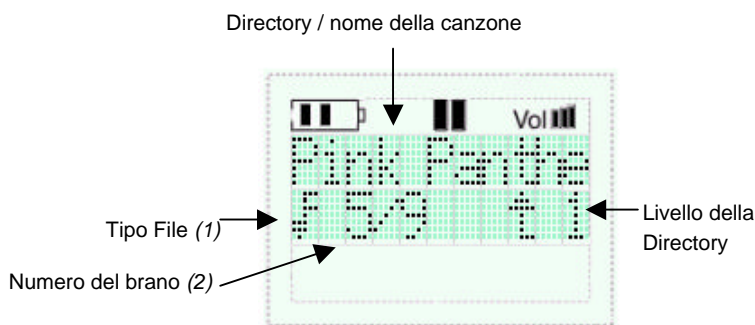 Directory / nome della canzone
Vol
Pink Panthe
5/9 1
Tipo File (1)
Livello della
Directory
Numero del brano (2)